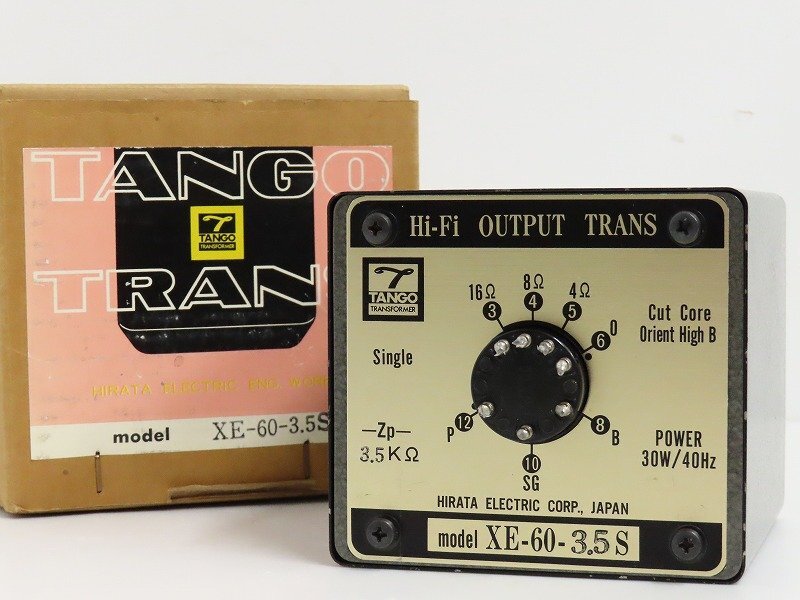 TANGO
TANGO
TRANSFORMER
TRANS
HIRATA ELECTRIC ENG. WOR
model XE-60-3.5S
Hi-Fi OUTPUT TRANS
TANGO
TRANSFORMER
16Ω 8Ω 4Ω
3 4 5 6 0
Cut Core
Orient High B
Single
—Zp—
3.5KΩ
P 12 8 B
10
SG
POWER
30W/40Hz
HIRATA ELECTRIC CORP., JAPAN
model XE-60-3.5S